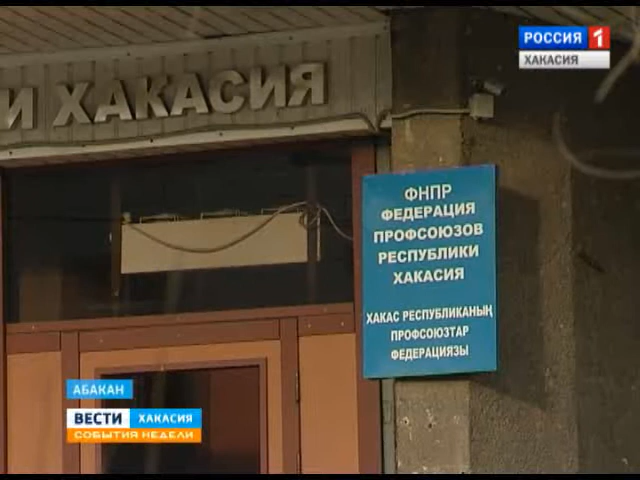 РОССИЯ 1
ХАКАСИЯ
И ХАКАСИЯ
ФНПР
ФЕДЕРАЦИЯ
ПРОФСОЮЗОВ
РЕСПУБЛИКИ
ХАКАСИЯ
ХАКАС РЕСПУБЛИКАНЫҢ
ПРОФСОЮЗТАР
ФЕДЕРАЦИЯЗЫ
АБАКАН
ВЕСТИ ХАКАСИЯ
СОБЫТИЯ НЕДЕЛИ